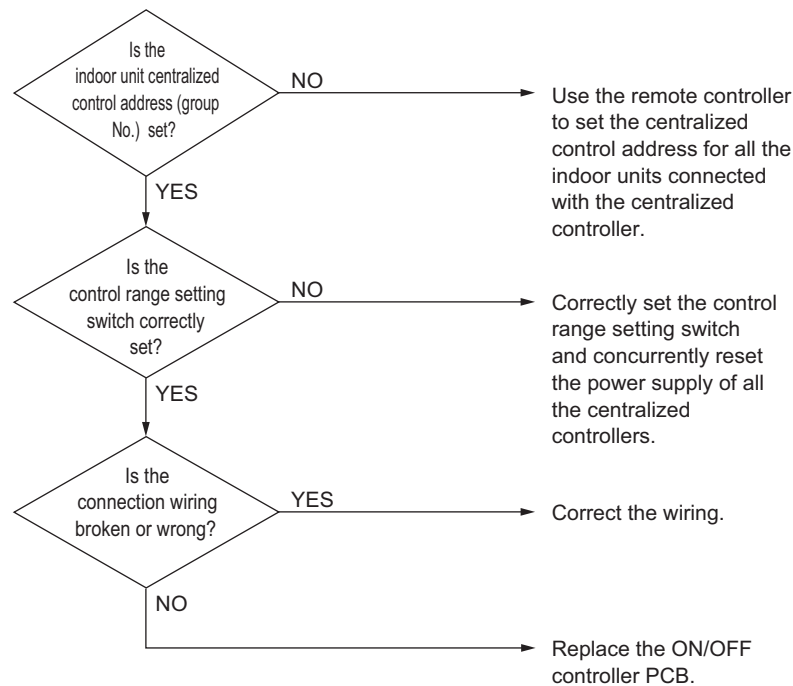 Is the
indoor unit centralized
control address (group
No.) set?
NO
Use the remote controller
to set the centralized
control address for all the
indoor units connected
with the centralized
controller.
YES
Is the
control range setting
switch correctly
set?
NO
Correctly set the control
range setting switch
and concurrently reset
the power supply of all
the centralized
controllers.
YES
Is the
connection wiring
broken or wrong?
YES
Correct the wiring.
NO
Replace the ON/OFF
controller PCB.